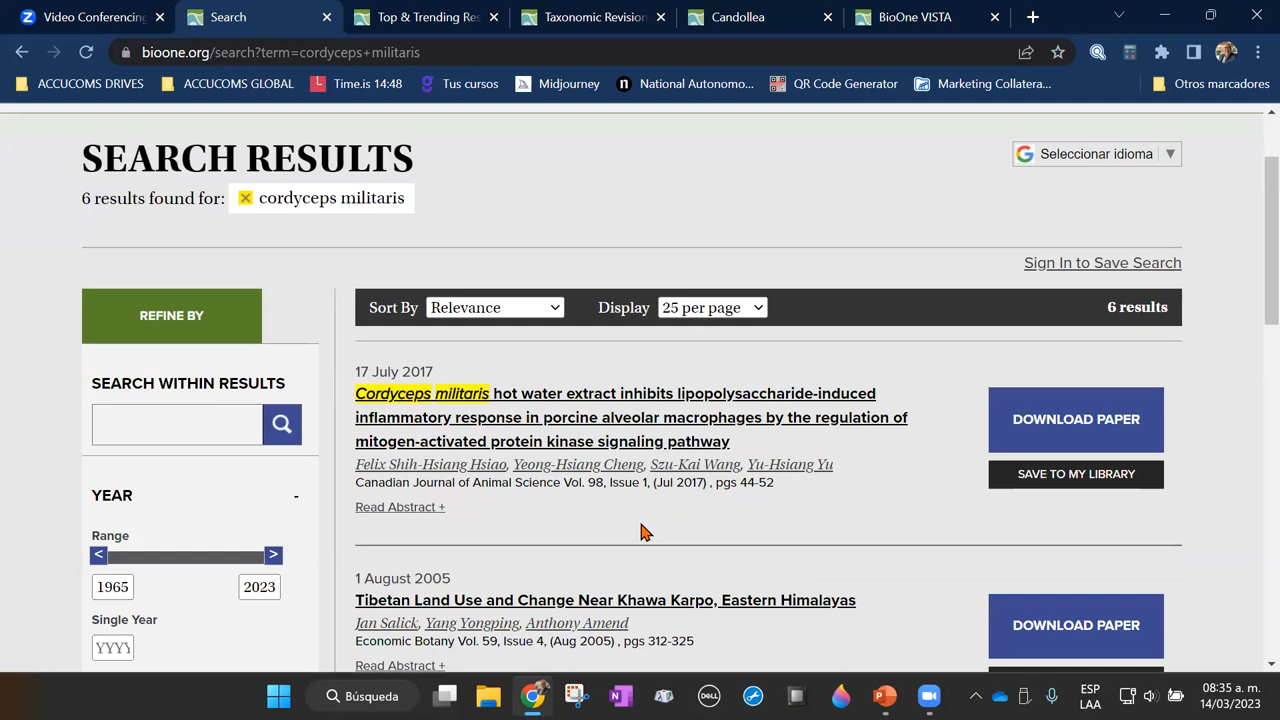 Video Conferencing
Search
Top & Trending Res
Taxonomic Revision
Candollea
BioOne VISTA
bioone.org/search?term=cordyceps+militaris
ACCUCOMS DRIVES
ACCUCOMS GLOBAL
Time.is 14:48
Tus cursos
Midjourney
National Autonomo...
QR Code Generator
Marketing Collatera...
Otros marcadores
SEARCH RESULTS
Seleccionar idioma
6 results found for: cordyceps militaris
Sign In to Save Search
REFINE BY
Sort By Relevance Display 25 per page 6 results
SEARCH WITHIN RESULTS
17 July 2017
Cordyceps militaris hot water extract inhibits lipopolysaccharide-induced
inflammatory response in porcine alveolar macrophages by the regulation of
mitogen-activated protein kinase signaling pathway
Felix Shih-Hsiang Hsiao, Yeong-Hsiang Cheng, Szu-Kai Wang, Yu-Hsiang Yu
Canadian Journal of Animal Science Vol. 98, Issue 1, (Jul 2017) , pgs 44-52
Read Abstract +
DOWNLOAD PAPER
SAVE TO MY LIBRARY
YEAR -
Range
< >
1965 2023
Single Year
YYYY
1 August 2005
Tibetan Land Use and Change Near Khawa Karpo, Eastern Himalayas
Jan Salick, Yang Yongping, Anthony Amend
Economic Botany Vol. 59, Issue 4, (Aug 2005) , pgs 312-325
Read Abstract +
DOWNLOAD PAPER
Búsqueda
DELL
ESP
LAA
08:35 a. m.
14/03/2023